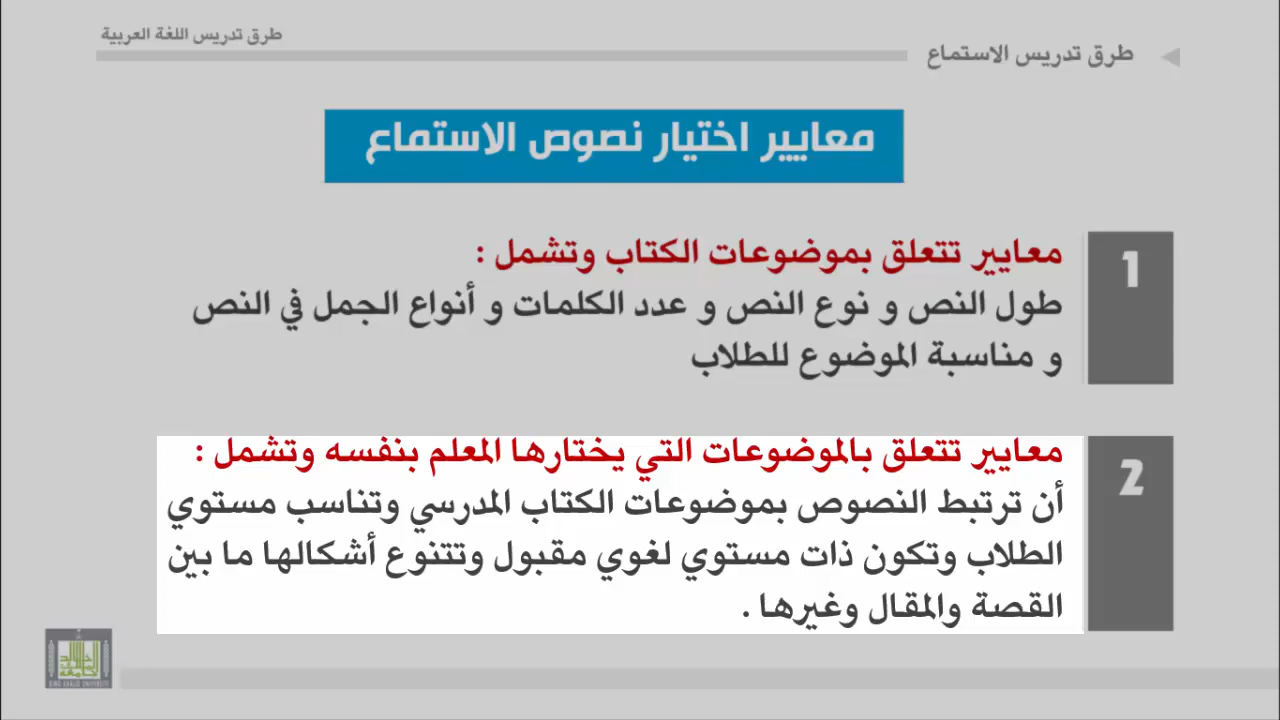 طرق تدريس اللغة العربية
طرق تدريس الاستماع
معايير اختيار نصوص الاستماع
1
معايير تتعلق بموضوعات الكتاب وتشمل :
طول النص و نوع النص و عدد الكلمات و أنواع الجمل في النص
و مناسبة الموضوع للطلاب
2
معايير تتعلق بالموضوعات التي يختارها المعلم بنفسه وتشمل :
أن ترتبط النصوص بموضوعات الكتاب المدرسي وتناسب مستوي
الطلاب وتكون ذات مستوي لغوي مقبول وتتنوع أشكالها ما بين
القصة والمقال وغيرها .
KING KHALID UNIVERSITY